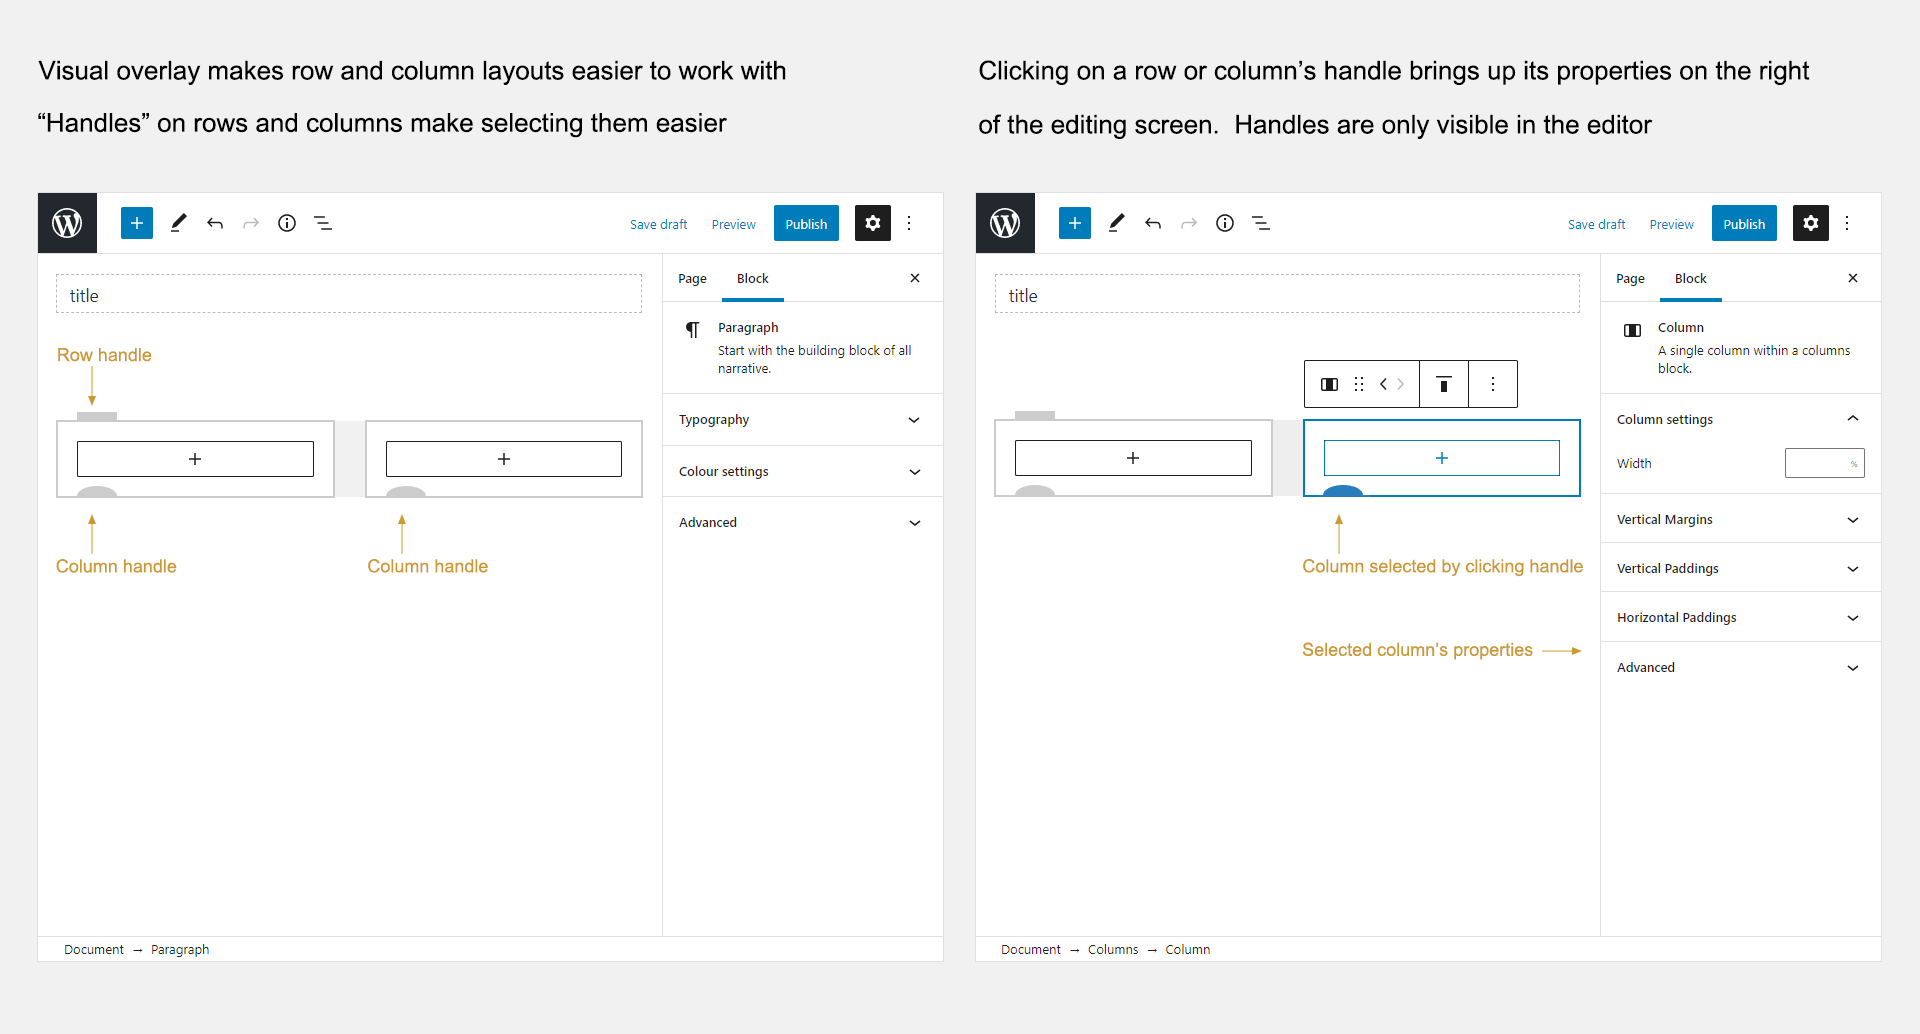 Visual overlay makes row and column layouts easier to work with
“Handles” on rows and columns make selecting them easier
Clicking on a row or column’s handle brings up its properties on the right
of the editing screen.  Handles are only visible in the editor
Save draft
Preview
Publish
title
Page
Block
Paragraph
Start with the building block of all
narrative.
Row handle
Typography
Colour settings
Advanced
Column handle
Column handle
Document → Paragraph
Save draft
Preview
Publish
title
Page
Block
Column
A single column within a columns
block.
Column settings
Width
%
Vertical Margins
Column selected by clicking handle
Vertical Paddings
Horizontal Paddings
Selected column's properties
Advanced
Document → Columns → Column